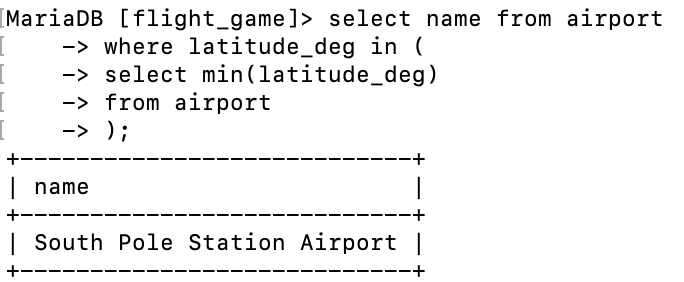 [MariaDB [flight_game]> select name from airport
[    -> where latitude_deg in (
[    -> select min(latitude_deg)
[    -> from airport
[    -> );
+----------------------------+
| name                       |
+----------------------------+
| South Pole Station Airport |
+----------------------------+